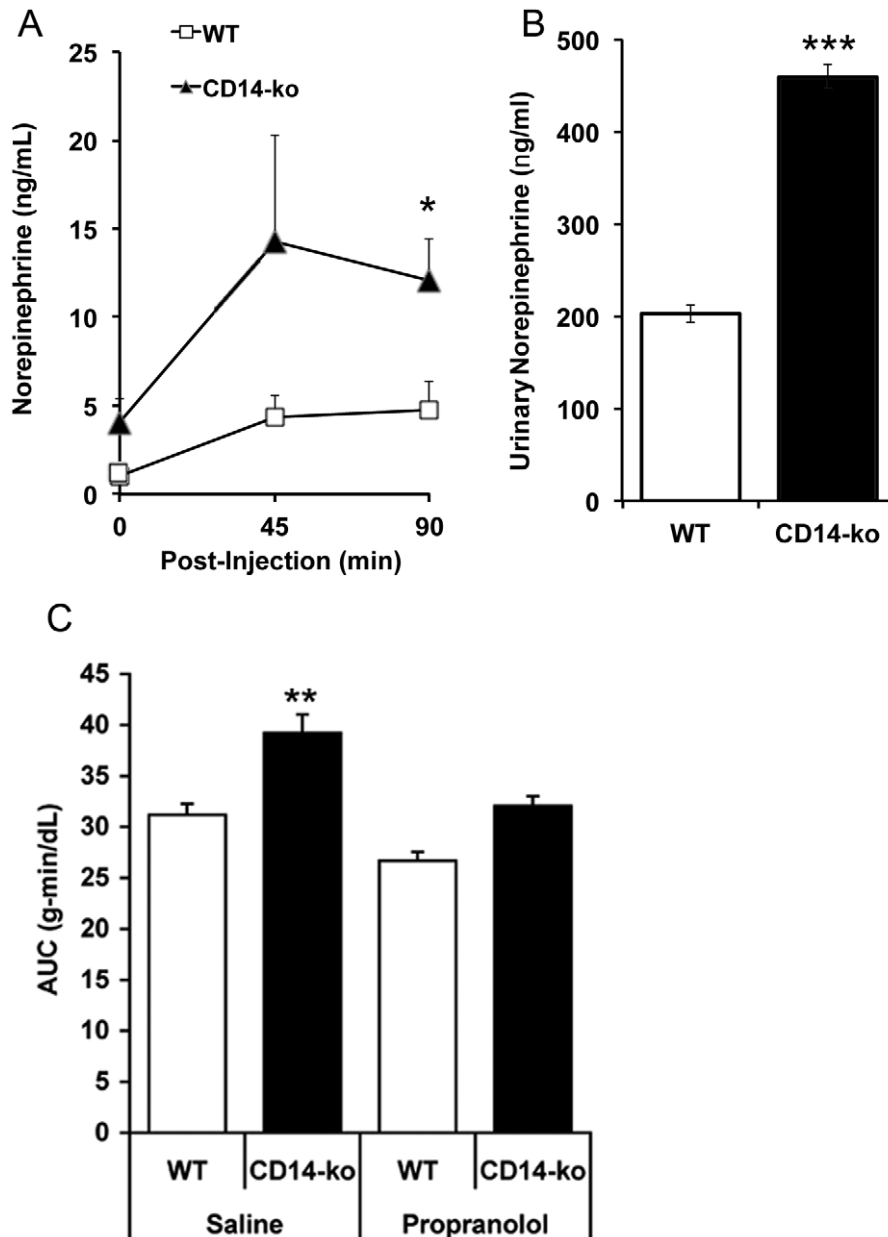 A
WT
CD14-ko
Norepinephrine (ng/mL)
25
20
15
10
5
0
*
0 45 90
Post-Injection (min)
B
Urinary Norepinephrine (ng/ml)
500
400
300
200
100
0
***
WT CD14-ko
C
AUC (g-min/dL)
45
40
35
30
25
20
15
10
5
0
**
WT CD14-ko WT CD14-ko
Saline Propranolol